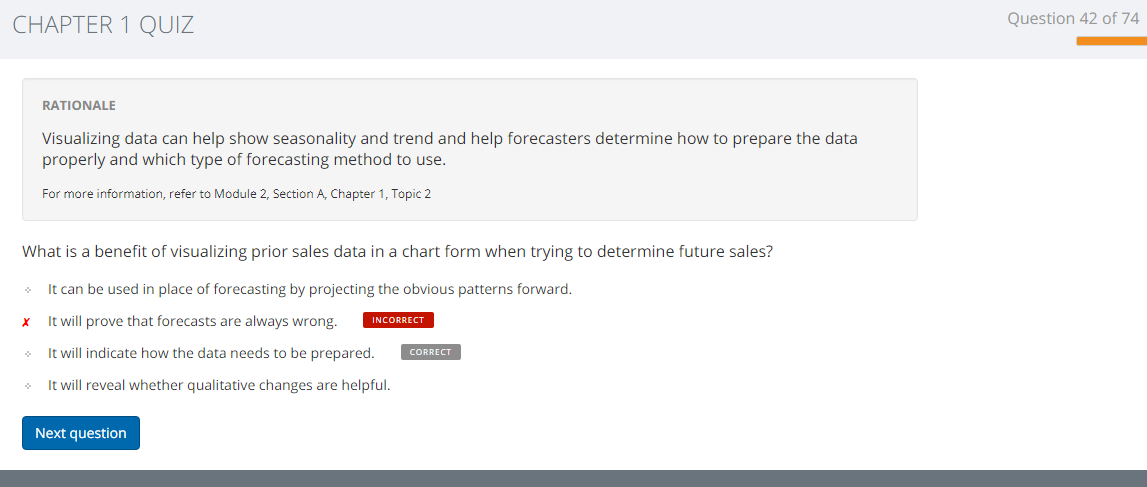 CHAPTER 1 QUIZ
Question 42 of 74
RATIONALE
Visualizing data can help show seasonality and trend and help forecasters determine how to prepare the data
properly and which type of forecasting method to use.
For more information, refer to Module 2, Section A, Chapter 1, Topic 2
What is a benefit of visualizing prior sales data in a chart form when trying to determine future sales?
It can be used in place of forecasting by projecting the obvious patterns forward.
✗ It will prove that forecasts are always wrong. INCORRECT
It will indicate how the data needs to be prepared. CORRECT
It will reveal whether qualitative changes are helpful.
Next question